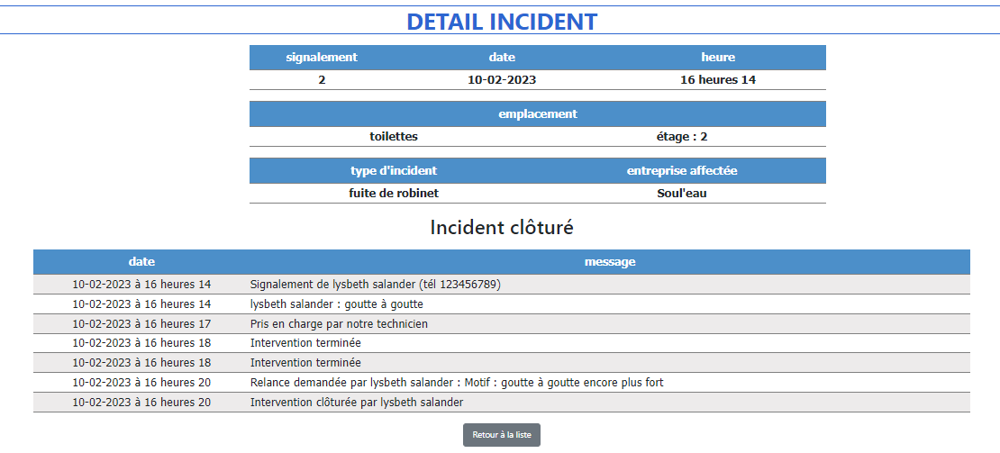 DETAIL INCIDENT
signalement date heure
2 10-02-2023 16 heures 14
emplacement
toilettes étage : 2
type d'incident entreprise affectée
fuite de robinet Soul'eau
Incident clôturé
date message
10-02-2023 à 16 heures 14 Signalement de lysbeth salander (tél 123456789)
10-02-2023 à 16 heures 14 lysbeth salander : goutte à goutte
10-02-2023 à 16 heures 17 Pris en charge par notre technicien
10-02-2023 à 16 heures 18 Intervention terminée
10-02-2023 à 16 heures 18 Intervention terminée
10-02-2023 à 16 heures 20 Relance demandée par lysbeth salander : Motif : goutte à goutte encore plus fort
10-02-2023 à 16 heures 20 Intervention clôturée par lysbeth salander
Retour à la liste